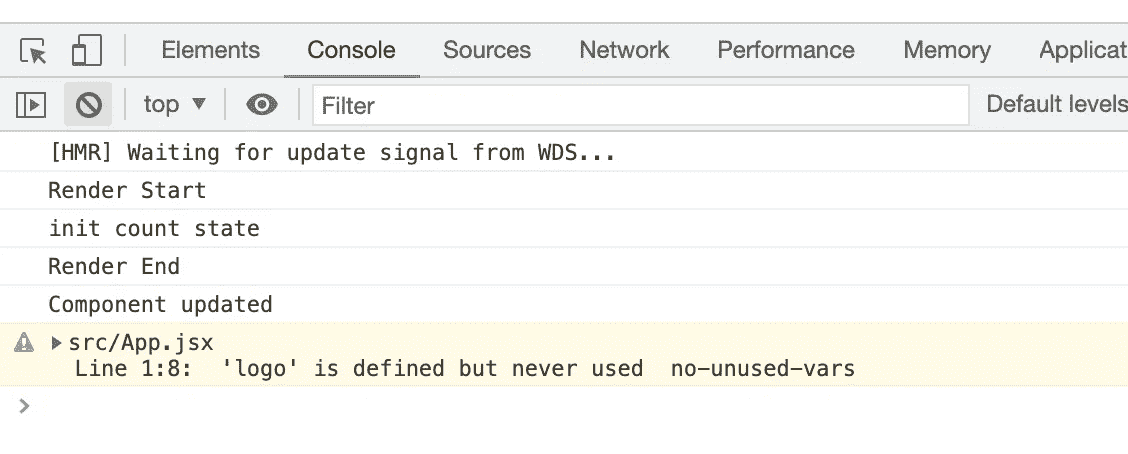 Elements Console Sources Network Performance Memory Applicat
top Filter Default levels
[HMR] Waiting for update signal from WDS...
Render Start
init count state
Render End
Component updated
src/App.jsx
Line 1:8:  'logo' is defined but never used  no-unused-vars